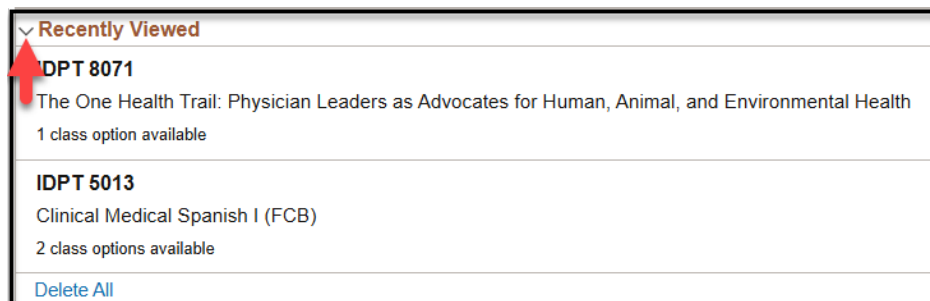 Recently Viewed
IDPT 8071
The One Health Trail: Physician Leaders as Advocates for Human, Animal, and Environmental Health
1 class option available
IDPT 5013
Clinical Medical Spanish I (FCB)
2 class options available
Delete All